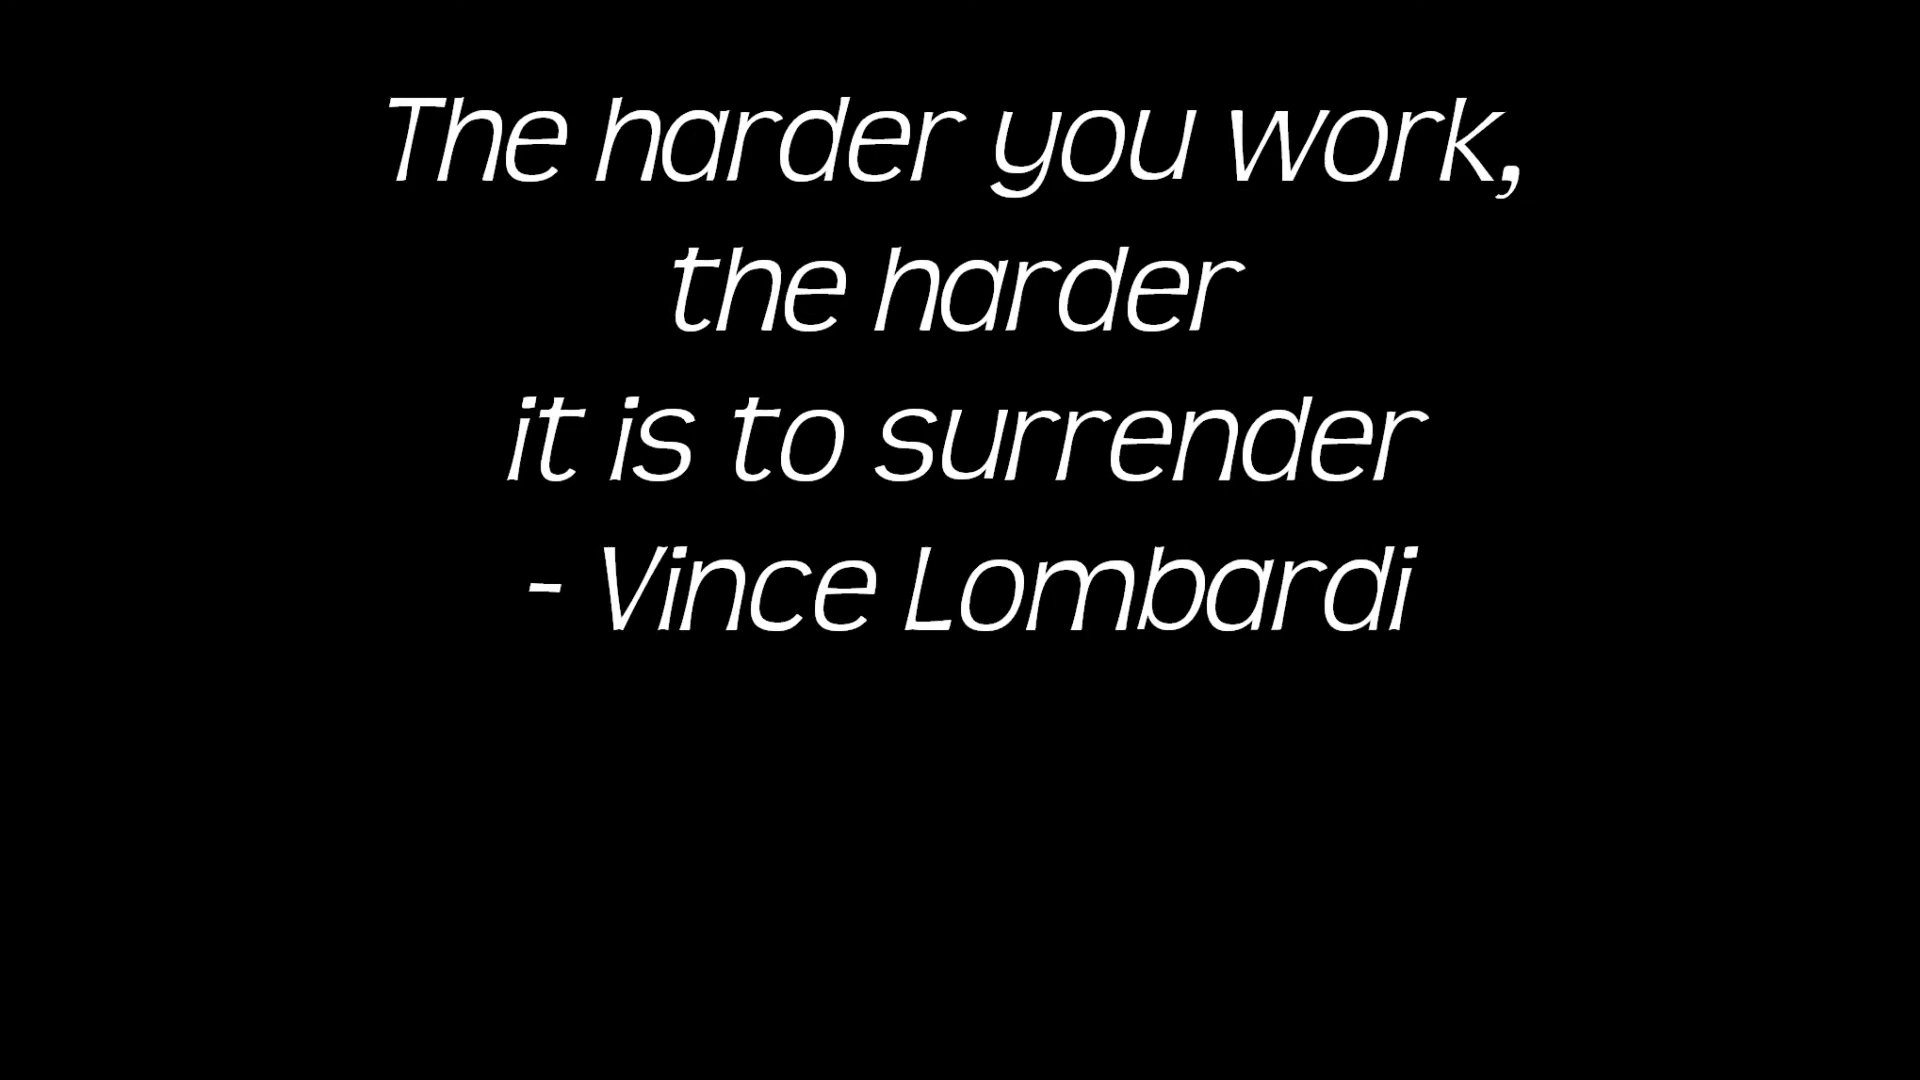 The harder you work,
the harder
it is to surrender
- Vince Lombardi